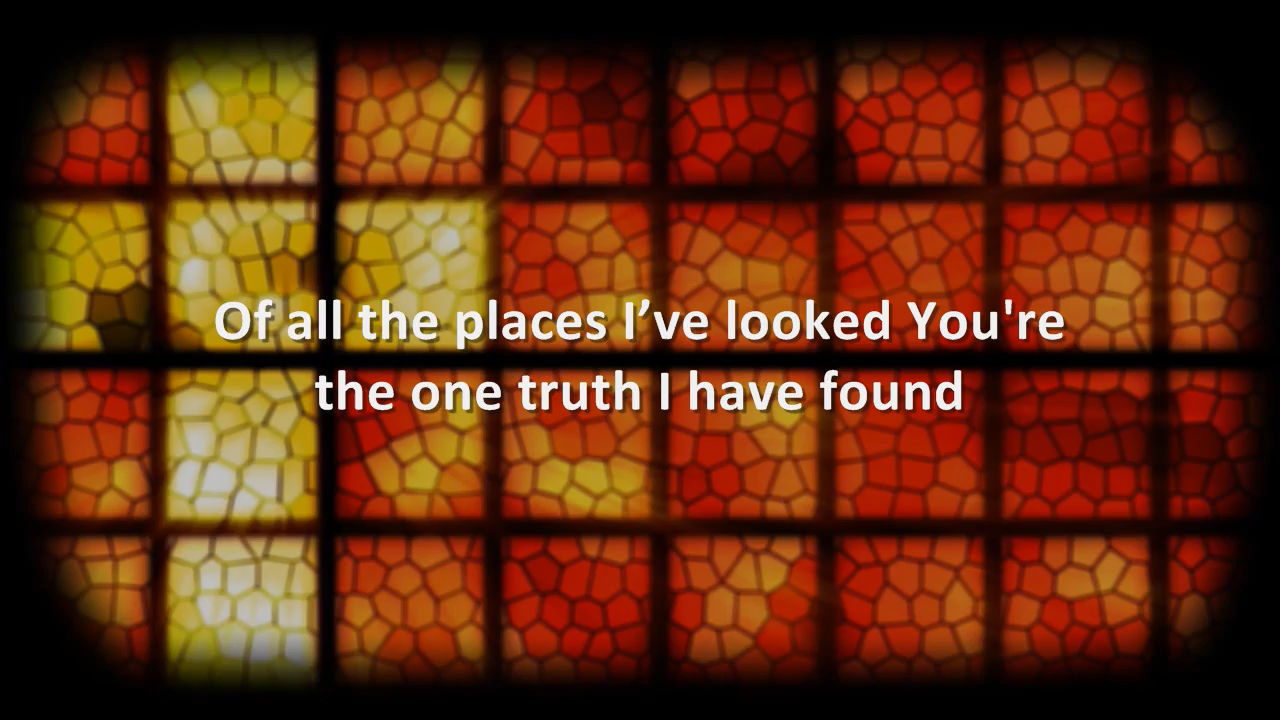 Of all the places I’ve looked You're
the one truth I have found